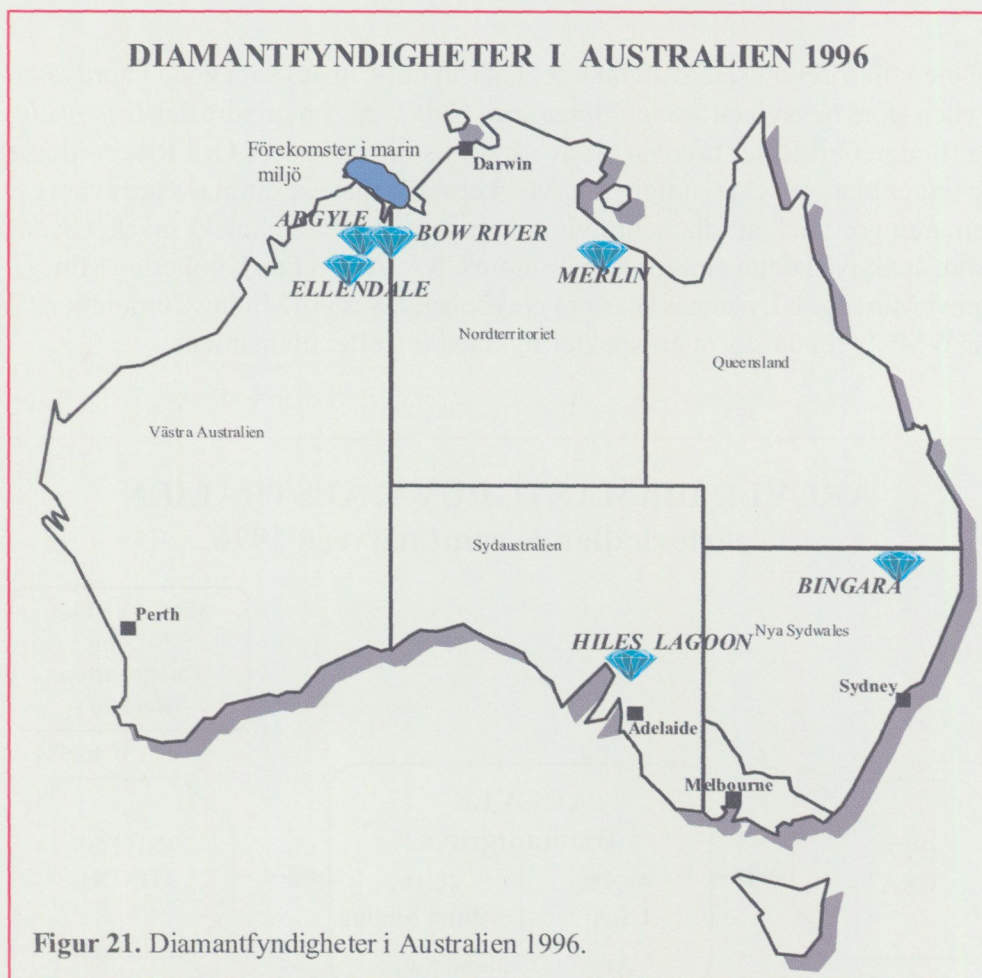 DIAMANTFYNDIGHETER I AUSTRALIEN 1996
Förekomster i marin
miljö
Darwin
ARGYLE
BOW RIVER
MERLIN
ELLENDALE
Nordterritoriet
Queensland
Västra Australien
Sydaustralien
BINGARA
Perth
HILES LAGOON
Nya Sydwales
Sydney
Adelaide
Melbourne
Figur 21. Diamantfyndigheter i Australien 1996.